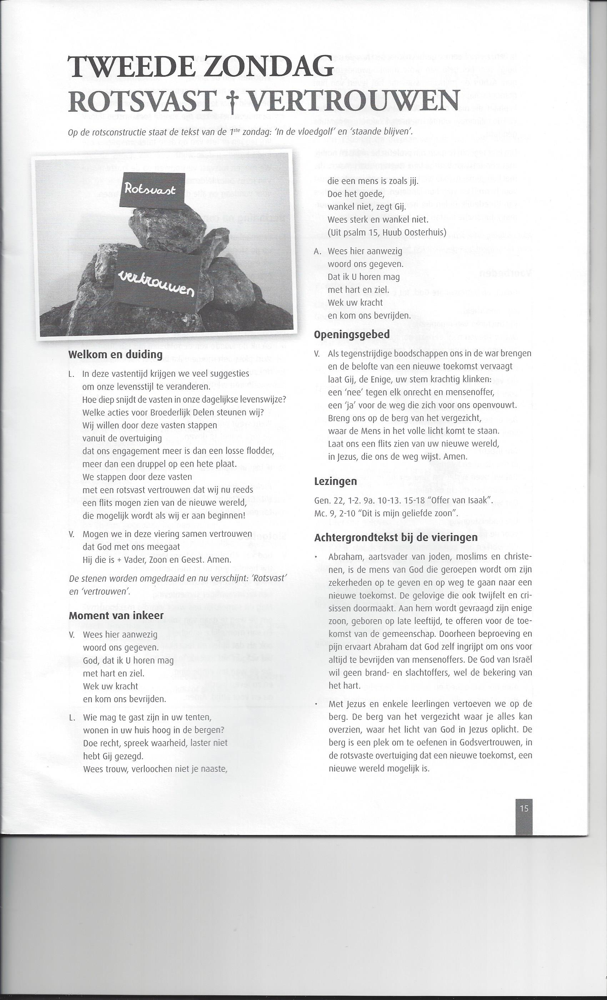 TWEEDE ZONDAG
ROTSVAST † VERTROUWEN
Op de rotsconstructie staat de tekst van de 1ste zondag: ‘In de vloedgolf’ en ‘staande blijven’.
Rotsvast
vertrouwen
Welkom en duiding
L. In deze vastentijd krijgen we veel suggesties
om onze levensstijl te veranderen.
Hoe diep snijdt de vasten in onze dagelijkse levenswijze?
Welke acties voor Broederlijk Delen steunen wij?
Wij willen door deze vasten stappen
vanuit de overtuiging
dat ons engagement meer is dan een losse flodder,
meer dan een druppel op een hete plaat.
We stappen door deze vasten
met een rotsvast vertrouwen dat wij nu reeds
een flits mogen zien van de nieuwe wereld,
die mogelijk wordt als wij er aan beginnen!
V. Mogen we in deze viering samen vertrouwen
dat God met ons meegaat
Hij die is + Vader, Zoon en Geest. Amen.
De stenen worden omgedraaid en nu verschijnt: ‘Rotsvast’
en ‘vertrouwen’.
Moment van inkeer
V. Wees hier aanwezig
woord ons gegeven.
God, dat ik U horen mag
met hart en ziel.
Wek uw kracht
en kom ons bevrijden.
L. Wie mag te gast zijn in uw tenten,
wonen in uw huis hoog in de bergen?
Doe recht, spreek waarheid, laster niet
hebt Gij gezegd.
Wees trouw, verloochen niet je naaste,
die een mens is zoals jij.
Doe het goede,
wankel niet, zegt Gij.
Wees sterk en wankel niet.
(Uit psalm 15, Huub Oosterhuis)
A. Wees hier aanwezig
woord ons gegeven.
Dat ik U horen mag
met hart en ziel.
Wek uw kracht
en kom ons bevrijden.
Openingsgebed
V. Als tegenstrijdige boodschappen ons in de war brengen
en de belofte van een nieuwe toekomst vervaagt
laat Gij, de Enige, uw stem krachtig klinken:
een ‘nee’ tegen elk onrecht en mensenoffer,
een ‘ja’ voor de weg die zich voor ons openvouwt.
Breng ons op de berg van het vergezicht,
waar de Mens in het volle licht komt te staan.
Laat ons een flits zien van uw nieuwe wereld,
in Jezus, die ons de weg wijst. Amen.
Lezingen
Gen. 22, 1-2. 9a. 10-13. 15-18 “Offer van Isaak”.
Mc. 9, 2-10 “Dit is mijn geliefde zoon”.
Achtergrondtekst bij de vieringen
• Abraham, aartsvader van joden, moslims en christe-
nen, is de mens van God die geroepen wordt om zijn
zekerheden op te geven en op weg te gaan naar een
nieuwe toekomst. De gelovige die ook twijfelt en cri-
sissen doormaakt. Aan hem wordt gevraagd zijn enige
zoon, geboren op late leeftijd, te offeren voor de toe-
komst van de gemeenschap. Doorheen beproeving en
pijn ervaart Abraham dat God zelf ingrijpt om ons voor
altijd te bevrijden van mensenoffers. De God van Israël
wil geen brand- en slachtoffers, wel de bekering van
het hart.
• Met Jezus en enkele leerlingen vertoeven we op de
berg. De berg van het vergezicht waar je alles kan
overzien, waar het licht van God in Jezus oplicht. De
berg is een plek om te oefenen in Godsvertrouwen, in
de rotsvaste overtuiging dat een nieuwe toekomst, een
nieuwe wereld mogelijk is.
15